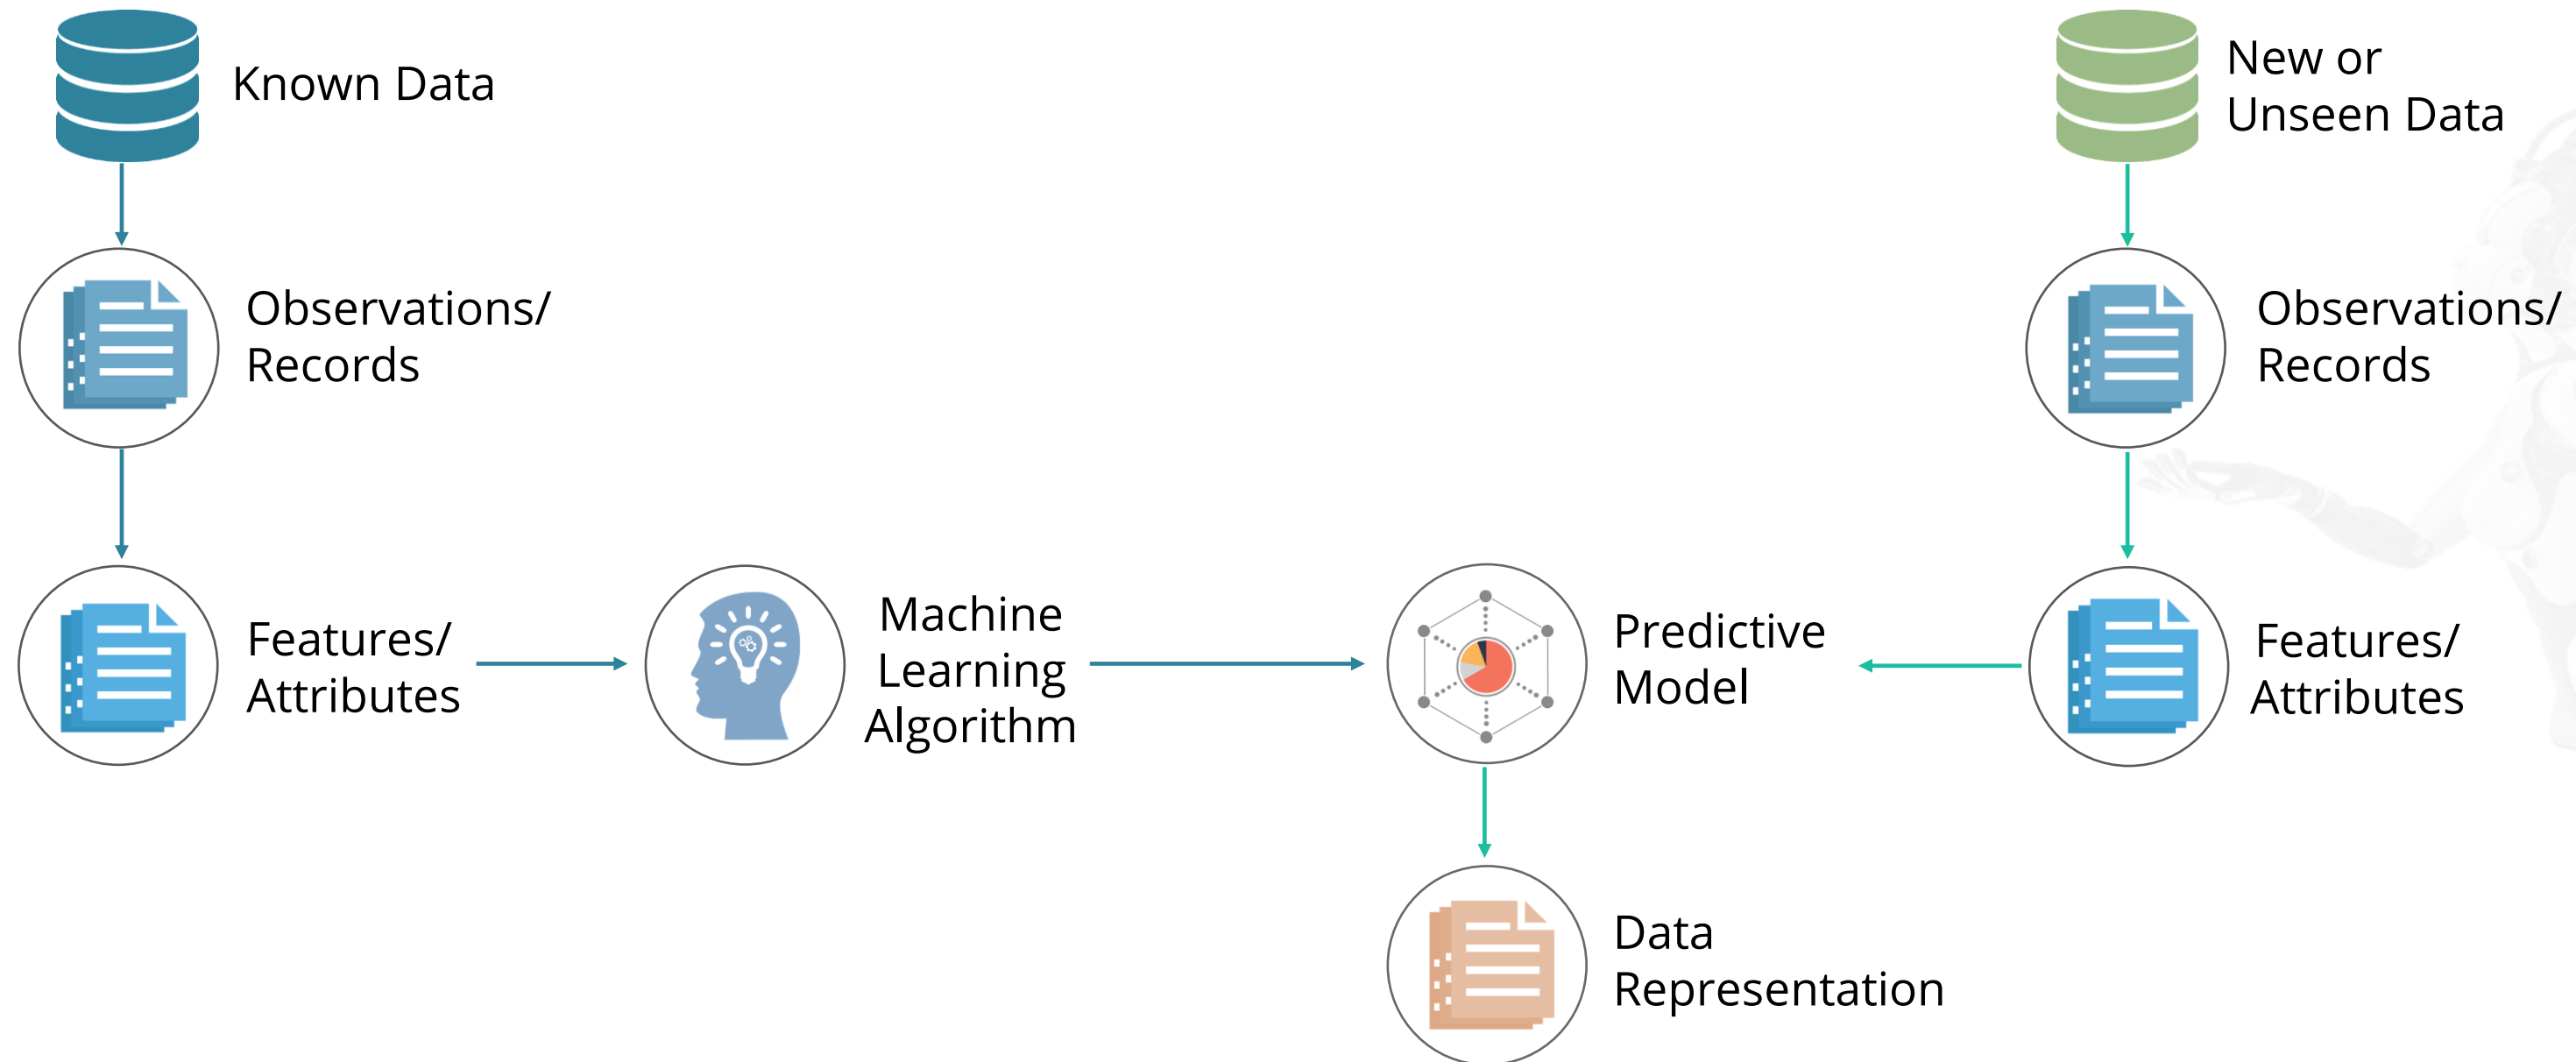 Known Data
New or
Unseen Data
Observations/
Records
Observations/
Records
Features/
Attributes
Machine
Learning
Algorithm
Predictive
Model
Features/
Attributes
Data
Representation